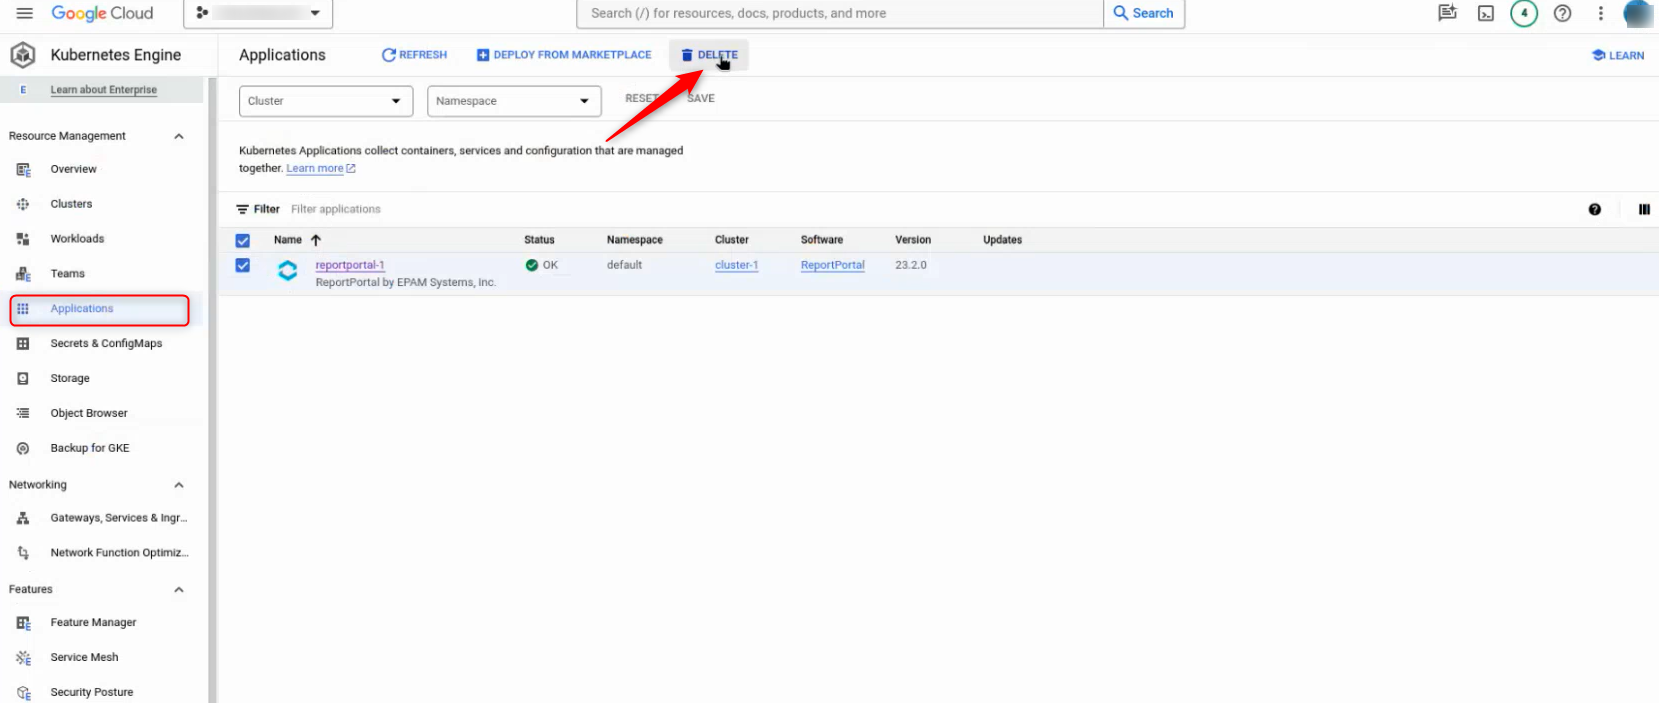 Google Cloud
Search (/) for resources, docs, products, and more
Search
4
Kubernetes Engine
Applications
REFRESH
DEPLOY FROM MARKETPLACE
DELETE
LEARN
E
Learn about Enterprise
Cluster
Namespace
RESET
SAVE
Resource Management
Overview
Clusters
Workloads
Teams
Applications
Secrets & ConfigMaps
Storage
Object Browser
Backup for GKE
Networking
Gateways, Services & Ingr...
Network Function Optimiz...
Features
Feature Manager
Service Mesh
Security Posture
Kubernetes Applications collect containers, services and configuration that are managed
together. Learn more
Filter Filter applications
Name Status Namespace Cluster Software Version Updates
reportportal-1 OK default cluster-1 ReportPortal 23.2.0
ReportPortal by EPAM Systems, Inc.